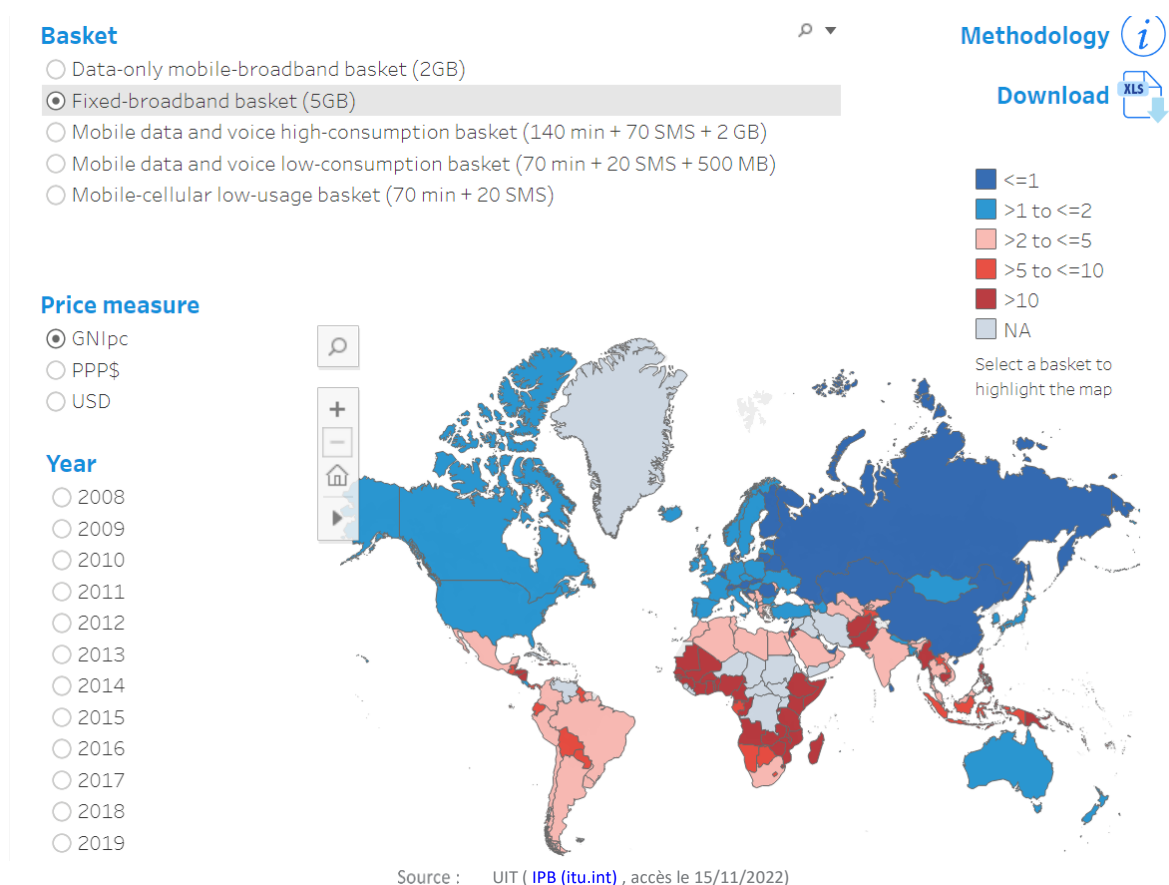 Basket
Data-only mobile-broadband basket (2GB)
Fixed-broadband basket (5GB)
Mobile data and voice high-consumption basket (140 min + 70 SMS + 2 GB)
Mobile data and voice low-consumption basket (70 min + 20 SMS + 500 MB)
Mobile-cellular low-usage basket (70 min + 20 SMS)
Methodology i
Download XLS
<=1
>1 to <=2
>2 to <=5
>5 to <=10
>10
NA
Select a basket to
highlight the map
Price measure
GNIpc
PPP$
USD
Year
2008
2009
2010
2011
2012
2013
2014
2015
2016
2017
2018
2019
Source : UIT ( IPB (itu.int) , accès le 15/11/2022)